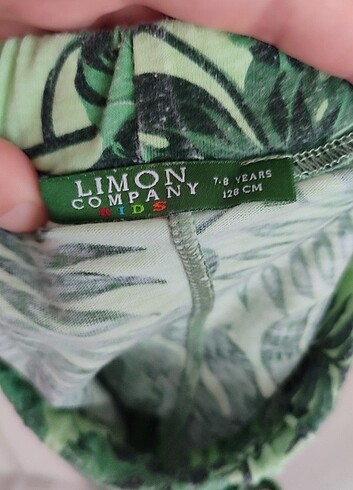 LIMON
COMPANY
KIDS
7-8 YEARS
128 CM